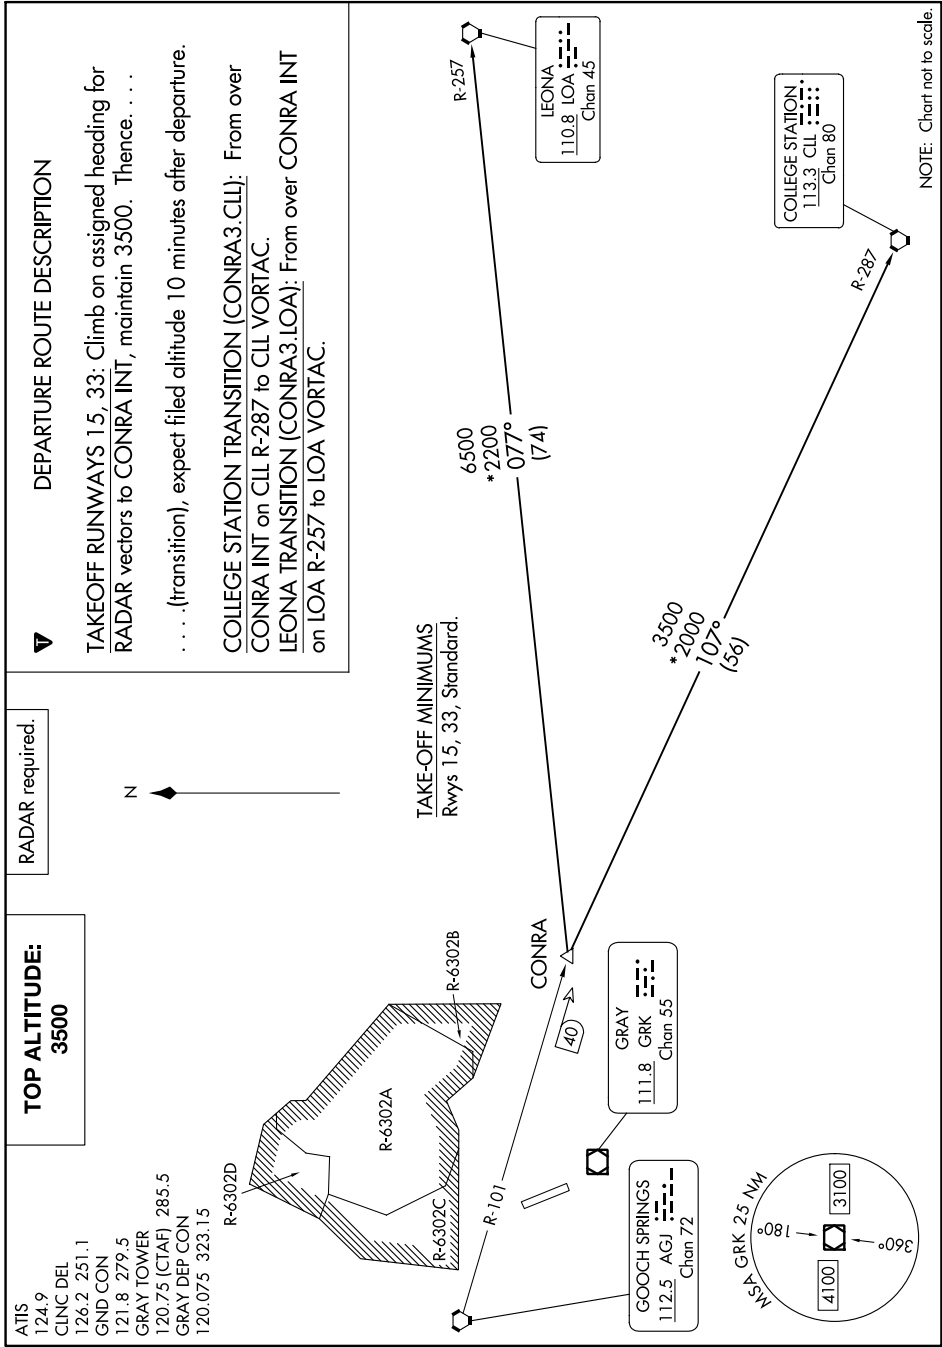 ATIS
124.9
CLNC DEL
126.2 251.1
GND CON
121.8 279.5
GRAY TOWER
120.75 (CTAF) 285.5
GRAY DEP CON
120.075 323.15
TOP ALTITUDE:
3500
RADAR required.
DEPARTURE ROUTE DESCRIPTION
T
TAKEOFF RUNWAYS 15, 33: Climb on assigned heading for
RADAR vectors to CONRA INT, maintain 3500. Thence. . . .
. . . .(transition), expect filed altitude 10 minutes after departure.
COLLEGE STATION TRANSITION (CONRA3.CLL): From over
CONRA INT on CLL R-287 to CLL VORTAC.
LEONA TRANSITION (CONRA3.LOA): From over CONRA INT
on LOA R-257 to LOA VORTAC.
N
TAKE-OFF MINIMUMS
Rwys 15, 33, Standard.
R-6302D
R-6302A
R-6302C
R-6302B
R-101
CONRA
40
6500
*2200
077°
(74)
R-257
LEONA
110.8 LOA
Chan 45
3500
*2000
107°
(56)
R-287
COLLEGE STATION
113.3 CLL
Chan 80
GRAY
111.8 GRK
Chan 55
GOOCH SPRINGS
112.5 AGJ
Chan 72
MSA GRK 25 NM
180°
360°
4100
3100
NOTE: Chart not to scale.